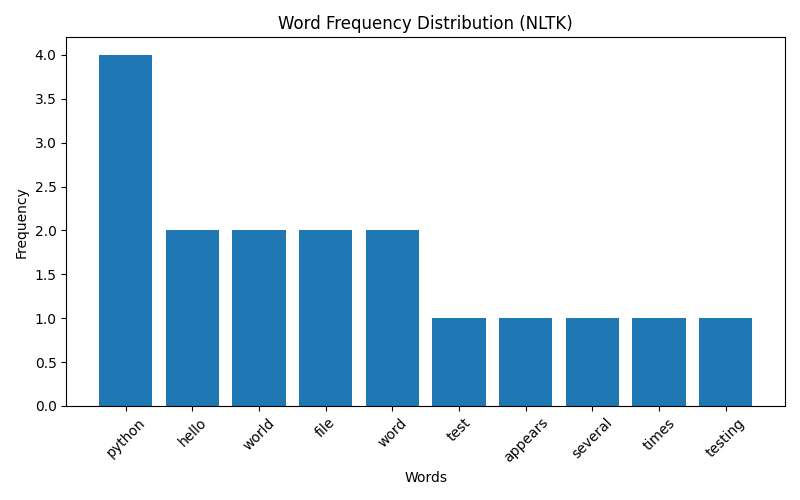 Word Frequency Distribution (NLTK)
4.0
3.5
3.0
2.5
2.0
1.5
1.0
0.5
0.0
Frequency
python hello world file word test appears several times testing
Words